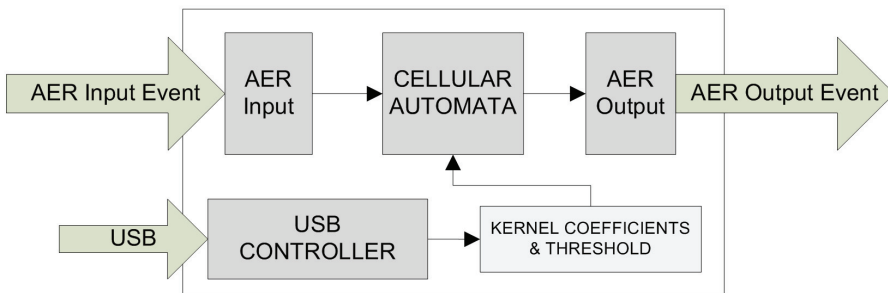 AER Input Event
AER
Input
CELLULAR
AUTOMATA
AER
Output
AER Output Event
USB
USB
CONTROLLER
KERNEL COEFFICIENTS
& THRESHOLD